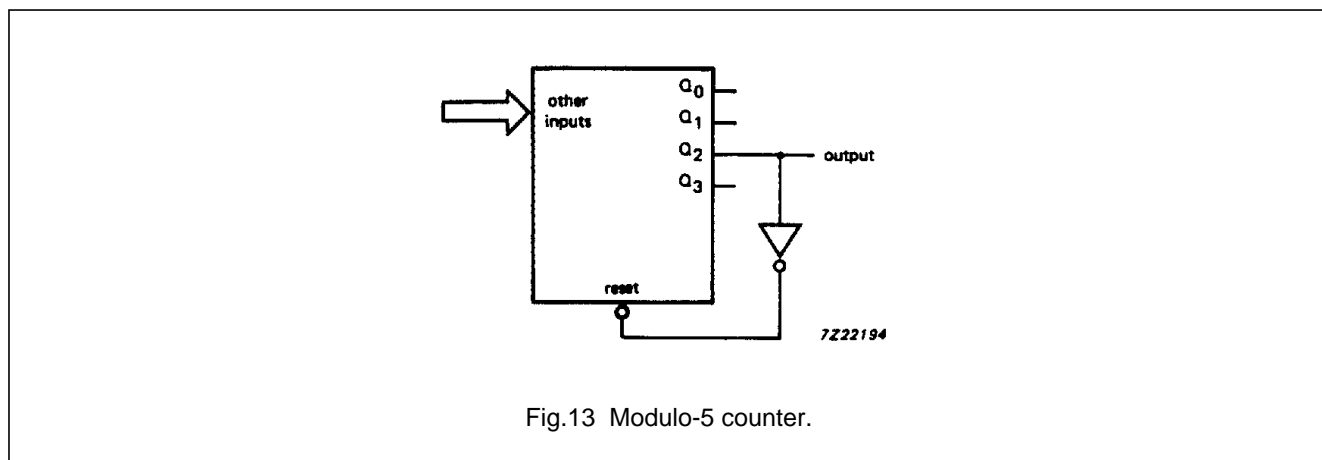 other
inputs
Q0
Q1
Q2
Q3
output
reset
7Z22194
Fig.13 Modulo-5 counter.